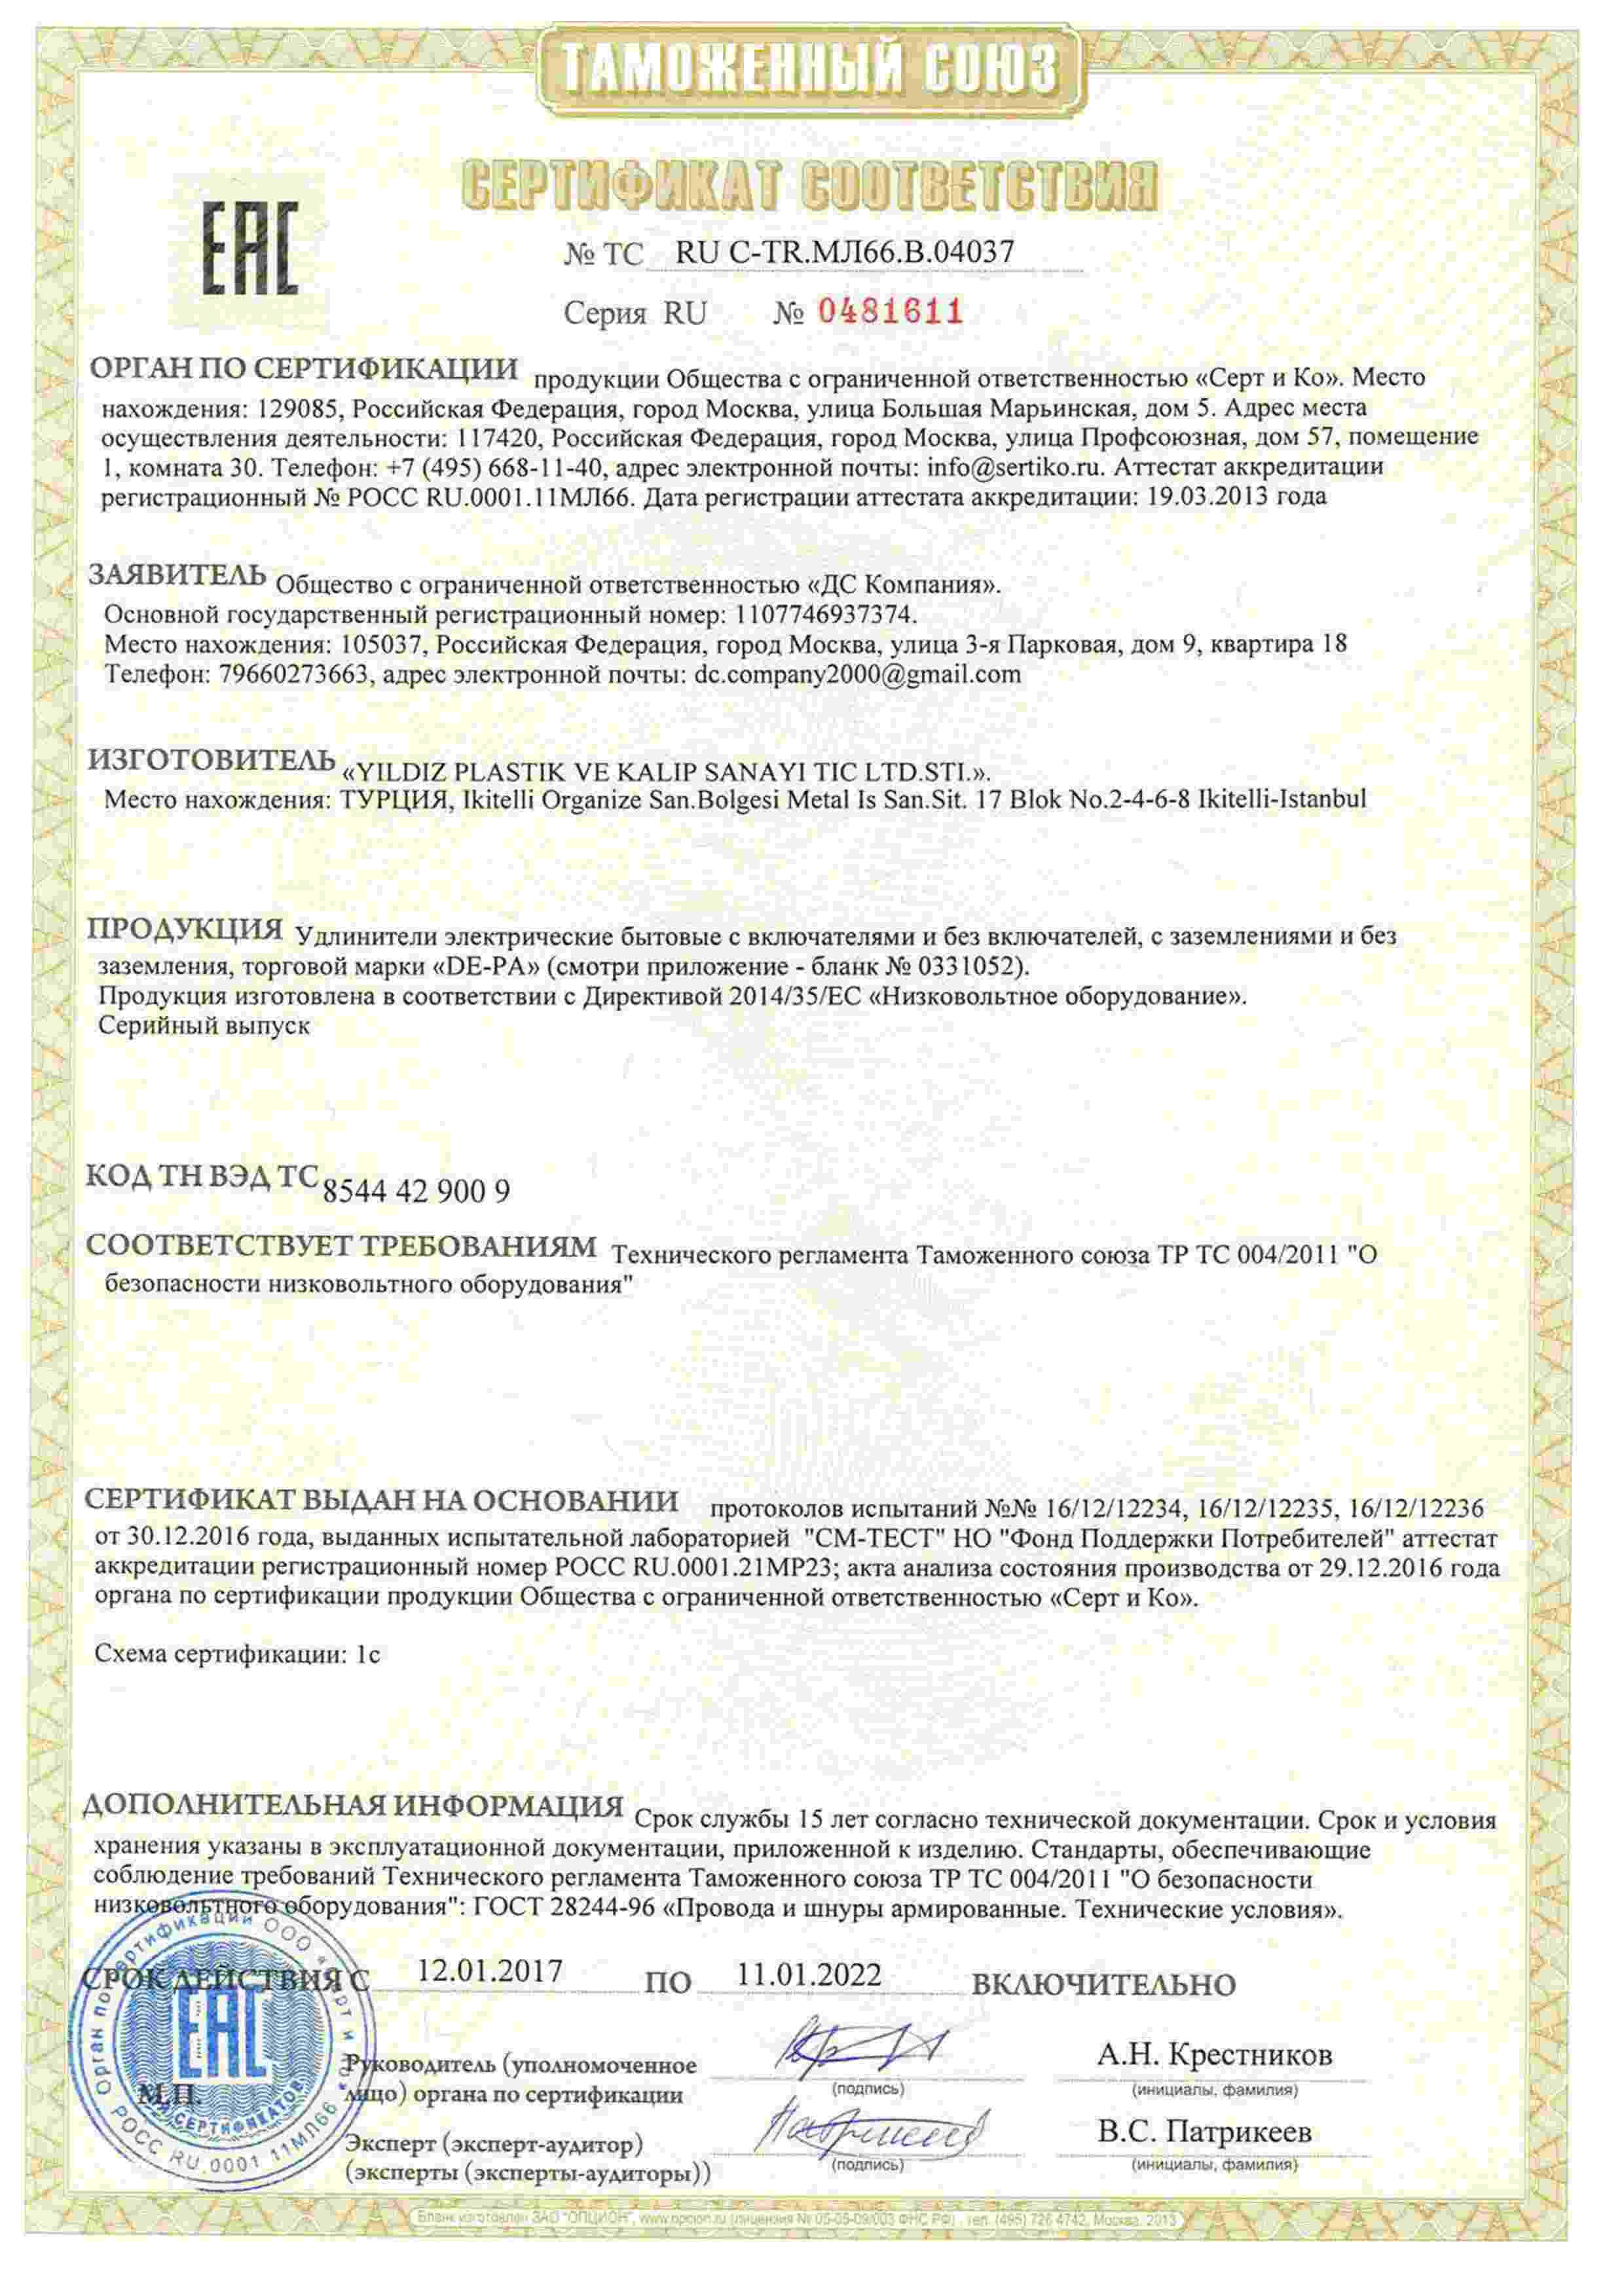 ТАМОЖЕННЫЙ СОЮЗ
СЕРТИФИКАТ СООТВЕТСТВИЯ
EAC
№ ТС RU C-TR.МЛ66.В.04037
Серия RU № 0481611
ОРГАН ПО СЕРТИФИКАЦИИ продукции Общества с ограниченной ответственностью «Серт и Ко». Место
нахождения: 129085, Российская Федерация, город Москва, улица Большая Марьинская, дом 5. Адрес места
осуществления деятельности: 117420, Российская Федерация, город Москва, улица Профсоюзная, дом 57, помещение
1, комната 30. Телефон: +7 (495) 668-11-40, адрес электронной почты: info@sertiko.ru. Аттестат аккредитации
регистрационный № РОСС RU.0001.11МЛ66. Дата регистрации аттестата аккредитации: 19.03.2013 года
ЗАЯВИТЕЛЬ Общество с ограниченной ответственностью «ДС Компания».
Основной государственный регистрационный номер: 1107746937374.
Место нахождения: 105037, Российская Федерация, город Москва, улица 3-я Парковая, дом 9, квартира 18
Телефон: 79660273663, адрес электронной почты: dc.company2000@gmail.com
ИЗГОТОВИТЕЛЬ «YILDIZ PLASTIK VE KALIP SANAYI TIC LTD.STI.».
Место нахождения: ТУРЦИЯ, Ikitelli Organize San.Bolgesi Metal Is San.Sit. 17 Blok No.2-4-6-8 Ikitelli-Istanbul
ПРОДУКЦИЯ Удлинители электрические бытовые с включателями и без включателей, с заземлениями и без
заземления, торговой марки «DE-PA» (смотри приложение - бланк № 0331052).
Продукция изготовлена в соответствии с Директивой 2014/35/ЕС «Низковольтное оборудование».
Серийный выпуск
КОД ТН ВЭД ТС 8544 42 900 9
СООТВЕТСТВУЕТ ТРЕБОВАНИЯМ Технического регламента Таможенного союза ТР ТС 004/2011 "О
безопасности низковольтного оборудования"
СЕРТИФИКАТ ВЫДАН НА ОСНОВАНИИ протоколов испытаний №№ 16/12/12234, 16/12/12235, 16/12/12236
от 30.12.2016 года, выданных испытательной лабораторией "СМ-ТЕСТ" НО "Фонд Поддержки Потребителей" аттестат
аккредитации регистрационный номер РОСС RU.0001.21МР23; акта анализа состояния производства от 29.12.2016 года
органа по сертификации продукции Общества с ограниченной ответственностью «Серт и Ко».
Схема сертификации: 1с
ДОПОЛНИТЕЛЬНАЯ ИНФОРМАЦИЯ Срок службы 15 лет согласно технической документации. Срок и условия
хранения указаны в эксплуатационной документации, приложенной к изделию. Стандарты, обеспечивающие
соблюдение требований Технического регламента Таможенного союза ТР ТС 004/2011 "О безопасности
низковольтного оборудования": ГОСТ 28244-96 «Провода и шнуры армированные. Технические условия».
СРОК ДЕЙСТВИЯ С 12.01.2017 ПО 11.01.2022 ВКЛЮЧИТЕЛЬНО
Орган по сертификации ООО «Серт и Ко»
РОСС RU.0001 11МЛ66
EAC
СЕРТИФИКАТОВ
М.П.
Руководитель (уполномоченное
лицо) органа по сертификации
(подпись)
А.Н. Крестников
(инициалы, фамилия)
Эксперт (эксперт-аудитор)
(эксперты (эксперты-аудиторы))
(подпись)
В.С. Патрикеев
(инициалы, фамилия)
Бланк изготовлен ЗАО "ОПЦИОН", www.opcion.ru (лицензия № 05-05-09/003 ФНС РФ), тел. (495) 726 4742, Москва, 2013